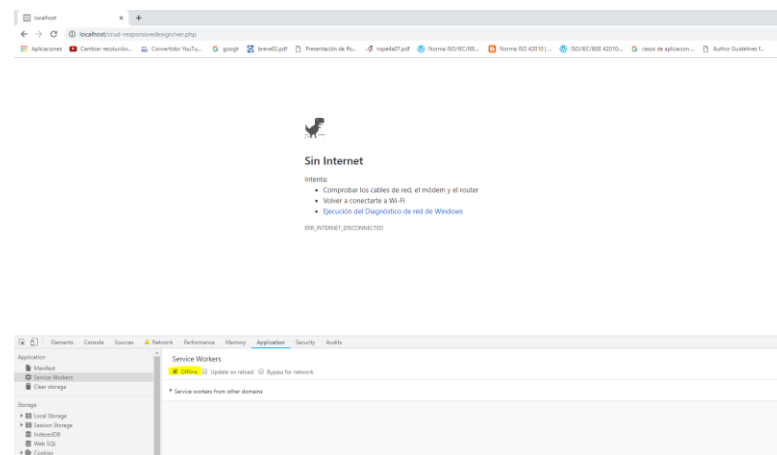 localhost × +
localhost/crud-responsivedesign/ver.php
Aplicaciones Cambiar resolución... Convertidor YouTu... googlr breve02.pdf Presentación de Po... mspe4a07.pdf Norma ISO/IEC/IEE... Norma ISO 42010 |... ISO/IEC/IEEE 42010... casos de aplicacion ... Author Guidelines f...
Sin Internet
Intenta:
• Comprobar los cables de red, el módem y el router
• Volver a conectarte a Wi-Fi
• Ejecución del Diagnóstico de red de Windows
ERR_INTERNET_DISCONNECTED
Elements Console Sources Network Performance Memory Application Security Audits
Application
Manifest
Service Workers
Clear storage
Storage
Local Storage
Session Storage
IndexedDB
Web SQL
Cookies
Service Workers
Offline Update on reload Bypass for network
Service workers from other domains